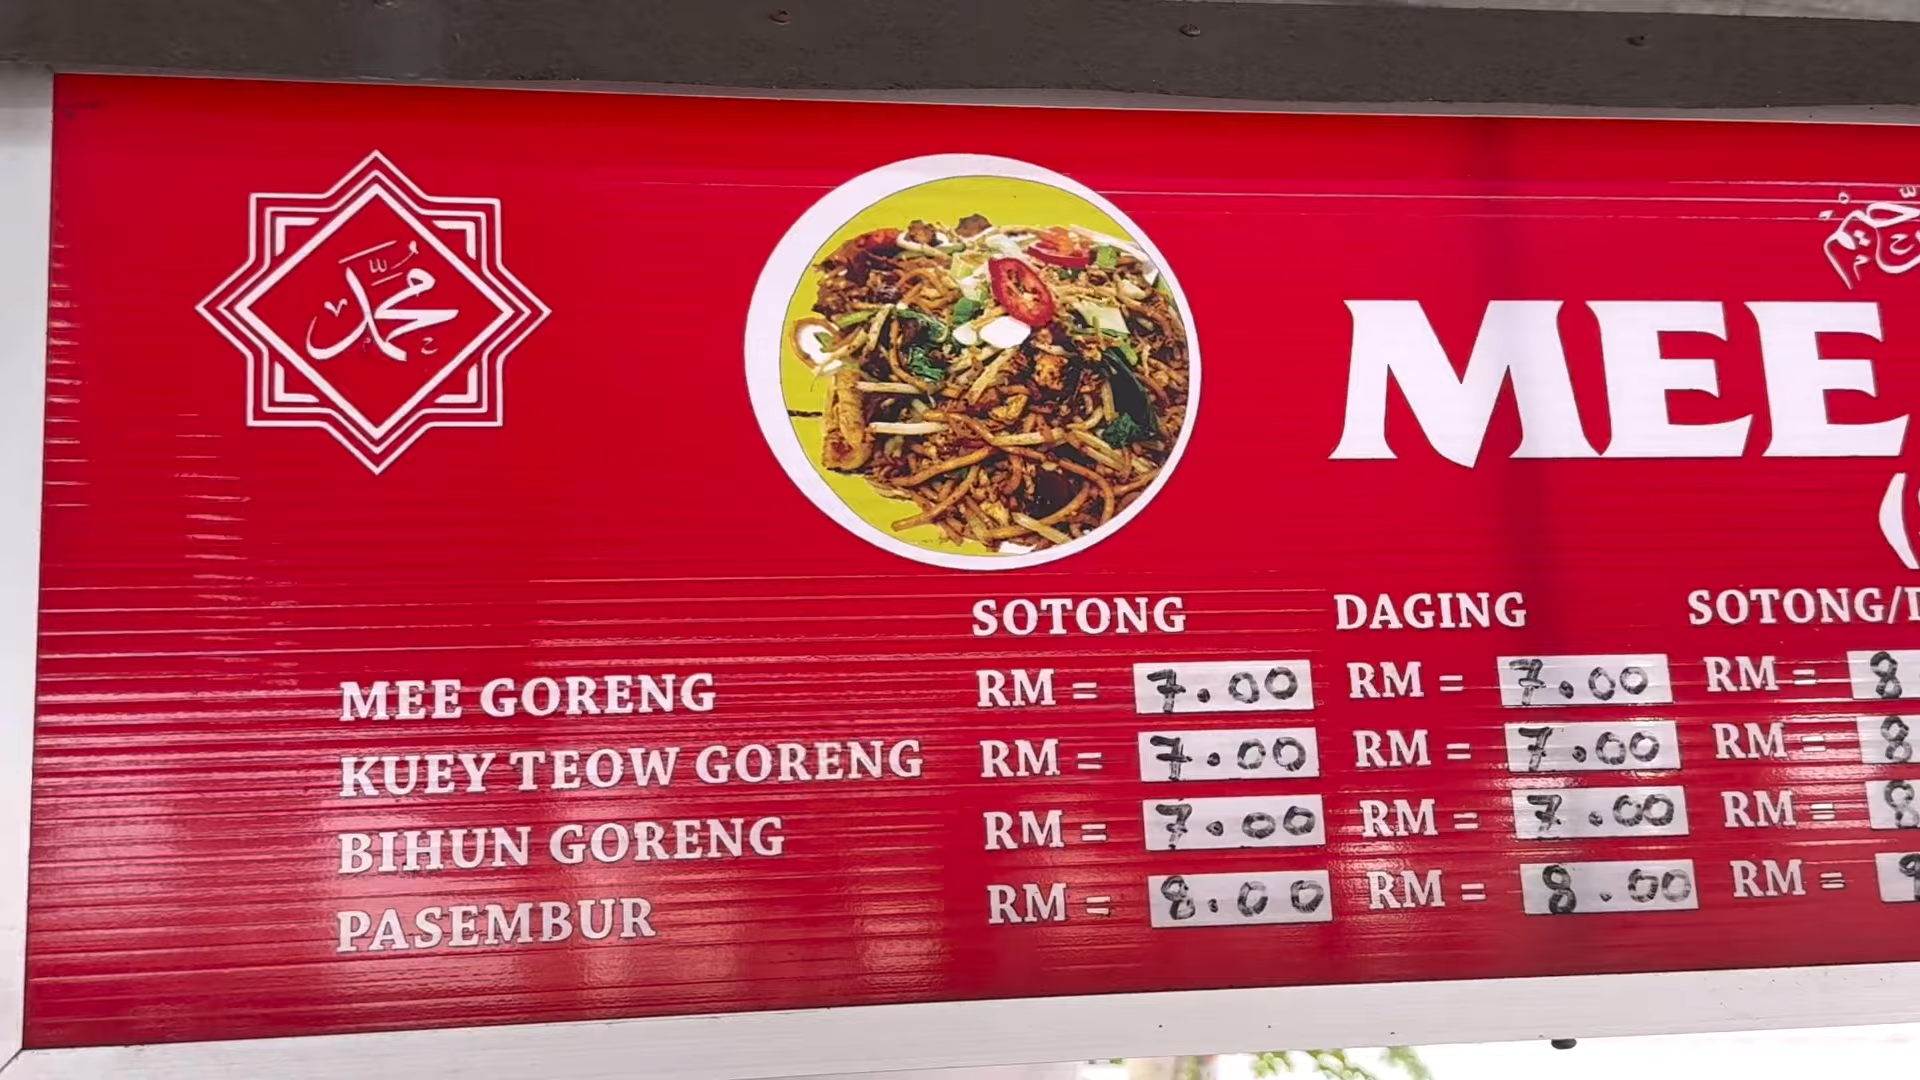 محمد
MEE
SOTONG DAGING SOTONG/
MEE GORENG RM = 7.00 RM = 7.00 RM = 8
KUEY TEOW GORENG RM = 7.00 RM = 7.00 RM = 8
BIHUN GORENG RM = 7.00 RM = 7.00 RM = 8
PASEMBUR RM = 8.00 RM = 8.00 RM = 9